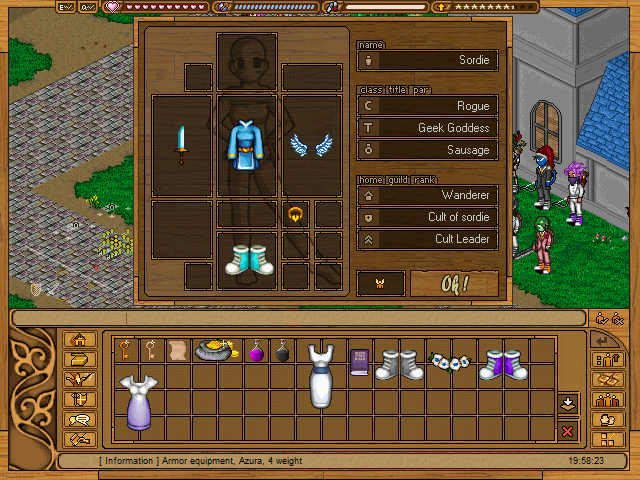 E
Q
name
Sordie
class title par
C Rogue
T Geek Goddess
Sausage
home guild rank
Wanderer
Cult of sordie
Cult Leader
Ok!
[ Information ] Armor equipment, Azura, 4 weight
19:58:23